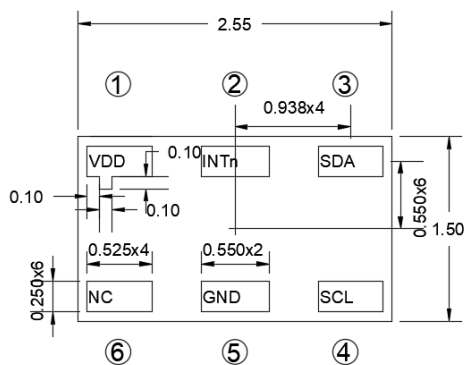 2.55
① ② ③
0.938x4
VDD 0.10 INTn SDA
0.10 0.10
0.550x6
1.50
0.525x4 0.550x2
0.250x6
NC GND SCL
⑥ ⑤ ④